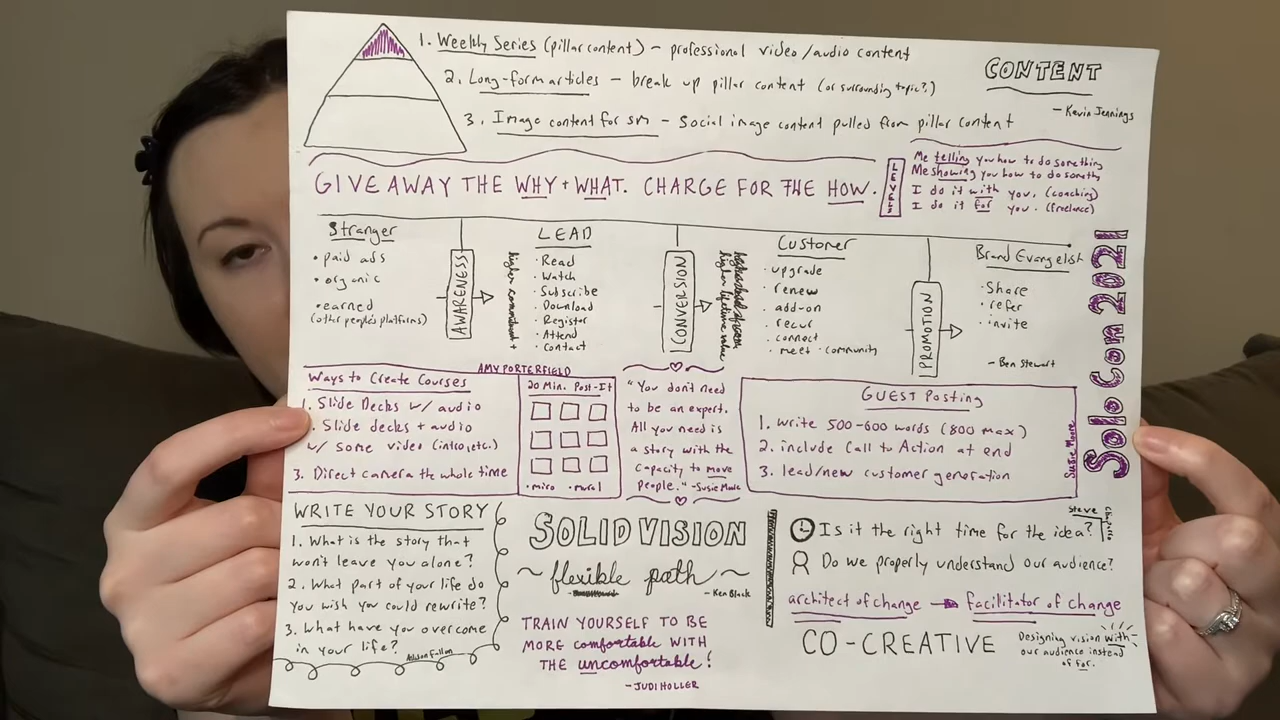 1. Weekly Series (pillar content) - professional video/audio content
2. Long-form articles - break up pillar content (or surrounding topic?)
3. Image content for sm - Social image content pulled from pillar content
CONTENT
- Kevin Jennings
GIVE AWAY THE WHY + WHAT. CHARGE FOR THE HOW.
LEVELS
Me telling you how to do something
Me showing you how to do someth
I do it with you. (coaching)
I do it for you. (freelance)
Solo Con 2021
Stranger
• paid ads
• organic
• earned
(other people's platforms)
AWARENESS
higher commitment
LEAD
• Read
• Watch
• Subscribe
• Download
• Register
• Attend
• Contact
CONVERSION
higher lifetime value
Customer
• upgrade
• renew
• add-on
• recur
• connect
• meet • community
PROMOTION
Brand Evangelist
• Share
• refer
• invite
- Ben Stewart
AMY PORTERFIELD
Ways to Create Courses
1. Slide Decks w/ audio
. Slide decks + audio
w/ some video (intro, etc.)
3. Direct camera the whole time
20 Min. Post-It
• miro • mural
"You don't need
to be an expert.
All you need is
a story with the
capacity to move
people." - Susie Moore
GUEST POSTING
1. write 500-600 words (800 max)
2. include Call to Action at end
3. lead/new customer generation
Susie Moore
WRITE YOUR STORY
1. What is the story that
won't leave you alone?
2. What part of your life do
you wish you could rewrite?
3. What have you overcome
in your life?
Allison Fallon
SOLID VISION
~ flexible path ~
- Ken Black
TRAIN YOURSELF TO BE
MORE comfortable WITH
THE uncomfortable!
- JUDI HOLLER
Steve
Is it the right time for the idea?
Do we properly understand our audience?
architect of change → facilitator of change
CO-CREATIVE
Designing vision with
our audience instead
of for.